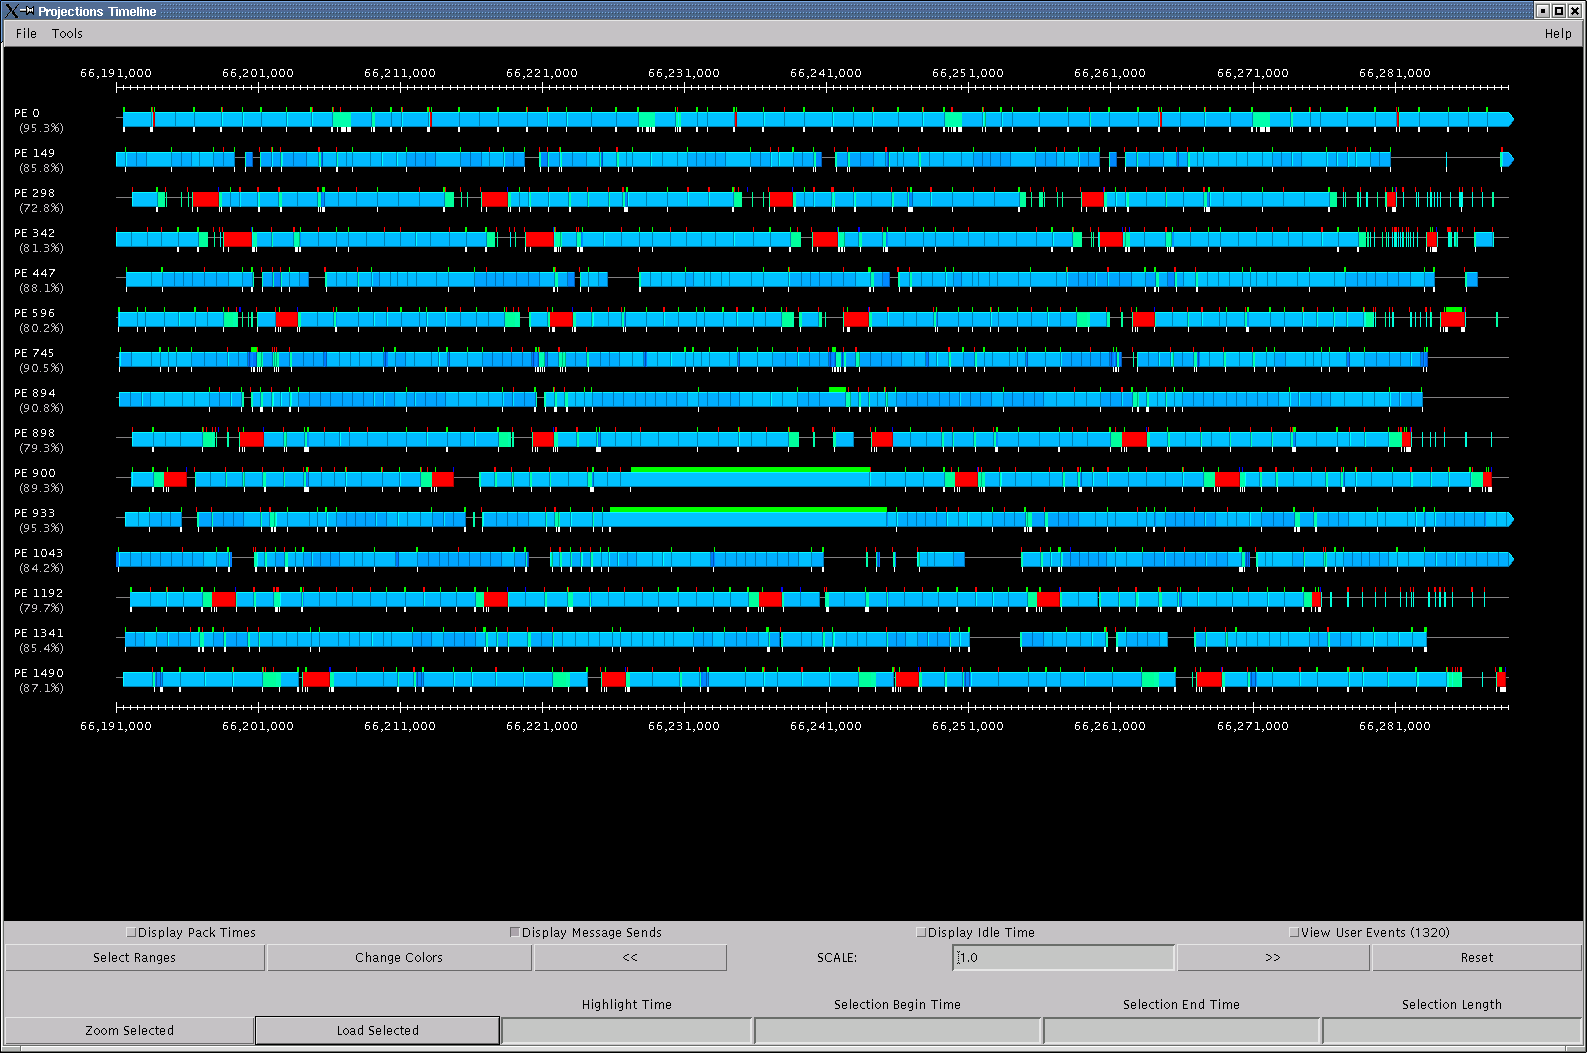 Projections Timeline
File Tools Help
66,191,000 66,201,000 66,211,000 66,221,000 66,231,000 66,241,000 66,251,000 66,261,000 66,271,000 66,281,000
PE 0
(95.3%)
PE 149
(85.8%)
PE 298
(72.8%)
PE 342
(81.3%)
PE 447
(88.1%)
PE 596
(80.2%)
PE 745
(90.5%)
PE 894
(90.8%)
PE 898
(79.3%)
PE 900
(89.3%)
PE 933
(95.3%)
PE 1043
(84.2%)
PE 1192
(79.7%)
PE 1341
(85.4%)
PE 1490
(87.1%)
66,191,000 66,201,000 66,211,000 66,221,000 66,231,000 66,241,000 66,251,000 66,261,000 66,271,000 66,281,000
Display Pack Times Display Message Sends Display Idle Time View User Events (1320)
Select Ranges Change Colors << SCALE: 1.0 >> Reset
Highlight Time Selection Begin Time Selection End Time Selection Length
Zoom Selected Load Selected